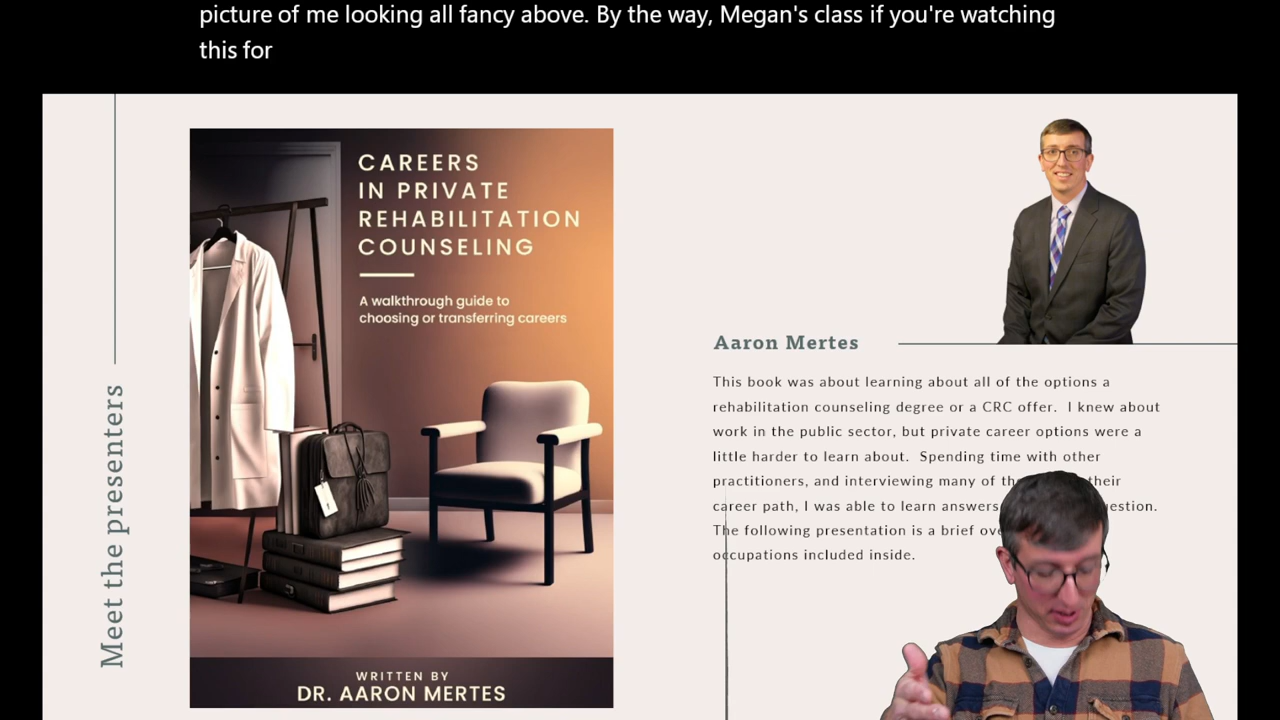 picture of me looking all fancy above. By the way, Megan's class if you're watching
this for
Meet the presenters
CAREERS
IN PRIVATE
REHABILITATION
COUNSELING
A walkthrough guide to
choosing or transferring careers
WRITTEN BY
DR. AARON MERTES
Aaron Mertes
This book was about learning about all of the options a
rehabilitation counseling degree or a CRC offer. I knew about
work in the public sector, but private career options were a
little harder to learn about. Spending time with other
practitioners, and interviewing many of their
career path, I was able to learn answers
The following presentation is a brief
occupations included inside.